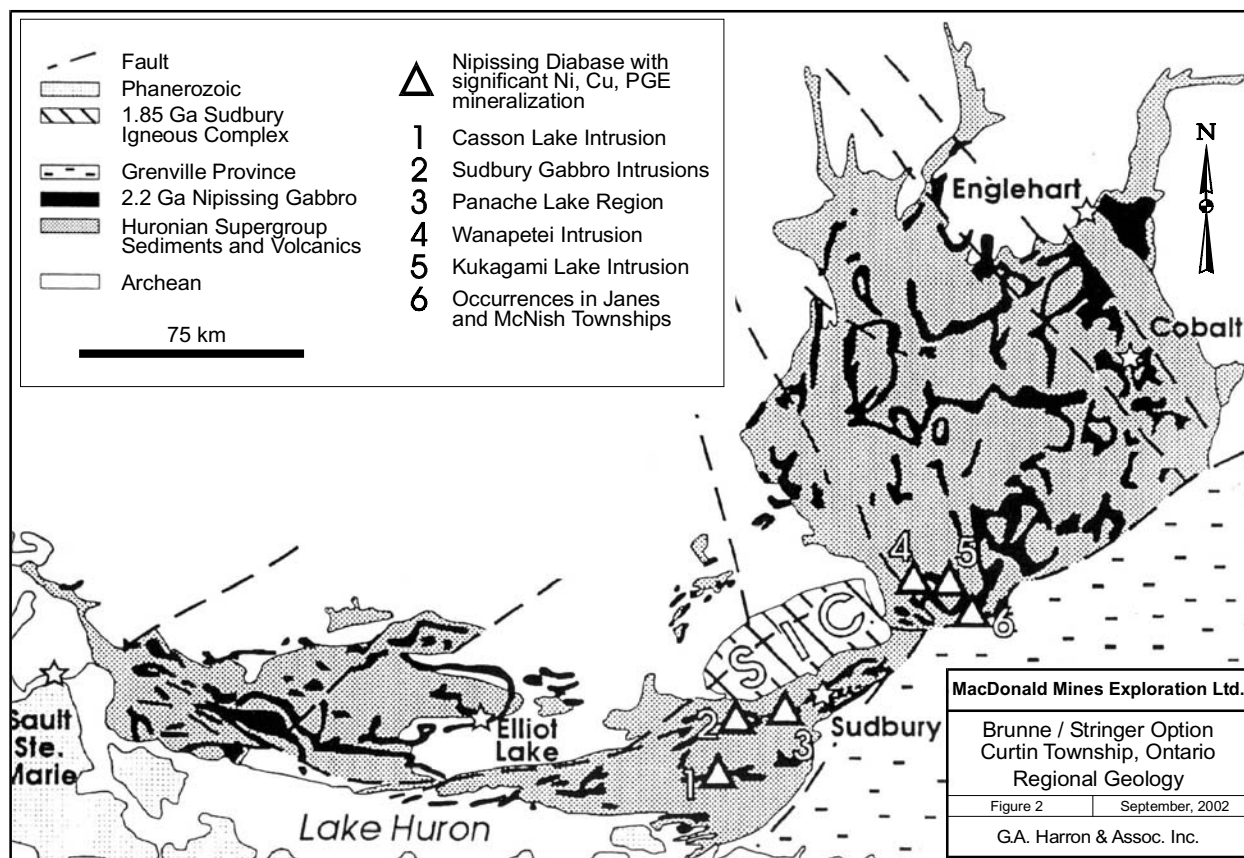 Fault
Phanerozoic
1.85 Ga Sudbury
Igneous Complex
Grenville Province
2.2 Ga Nipissing Gabbro
Huronian Supergroup
Sediments and Volcanics
Archean
75 km
Nipissing Diabase with
significant Ni, Cu, PGE
mineralization
1 Casson Lake Intrusion
2 Sudbury Gabbro Intrusions
3 Panache Lake Region
4 Wanapetei Intrusion
5 Kukagami Lake Intrusion
6 Occurrences in Janes
and McNish Townships
N
Englehart
Cobalt
4 5
6
S I C
Sudbury
2
3
1
Elliot
Lake
Sault
Ste.
Marie
Lake Huron
MacDonald Mines Exploration Ltd.
Brunne / Stringer Option
Curtin Township, Ontario
Regional Geology
Figure 2 September, 2002
G.A. Harron & Assoc. Inc.